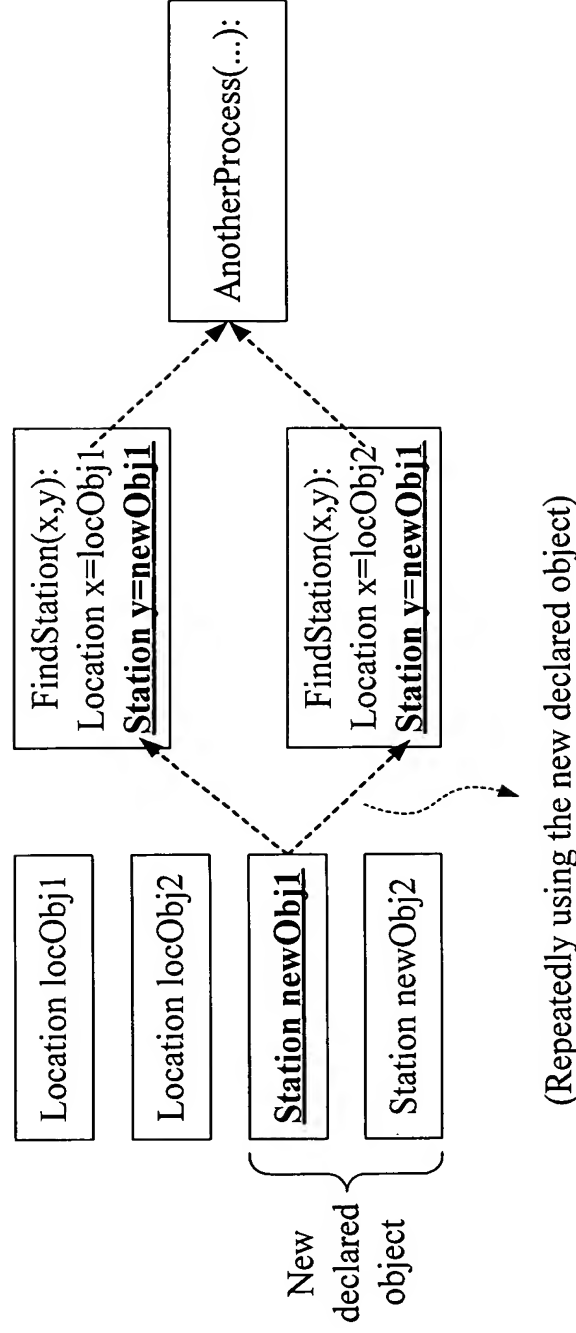 Location locObj1
Location locObj2
Station newObj1
Station newObj2
New
declared
object
FindStation(x,y):
Location x=locObj1
Station y=newObj1
FindStation(x,y):
Location x=locObj2
Station y=newObj1
AnotherProcess(...):
(Repeatedly using the new declared object)